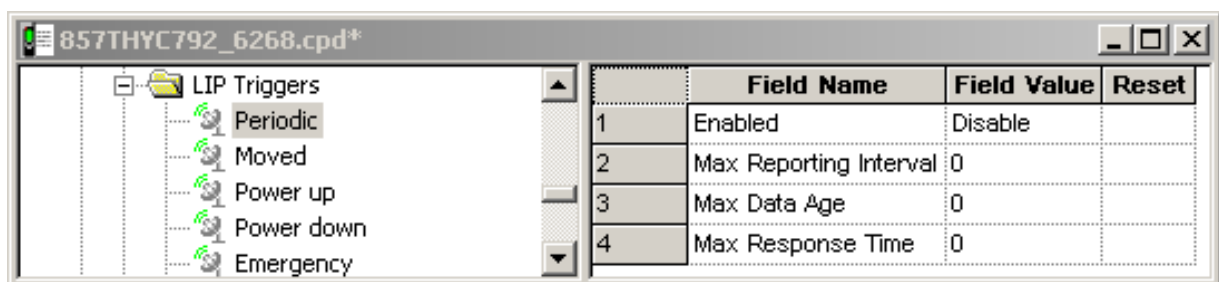 857THYC792_6268.cpd*
LIP Triggers
Periodic
Moved
Power up
Power down
Emergency
Field Name Field Value Reset
1 Enabled Disable
2 Max Reporting Interval 0
3 Max Data Age 0
4 Max Response Time 0